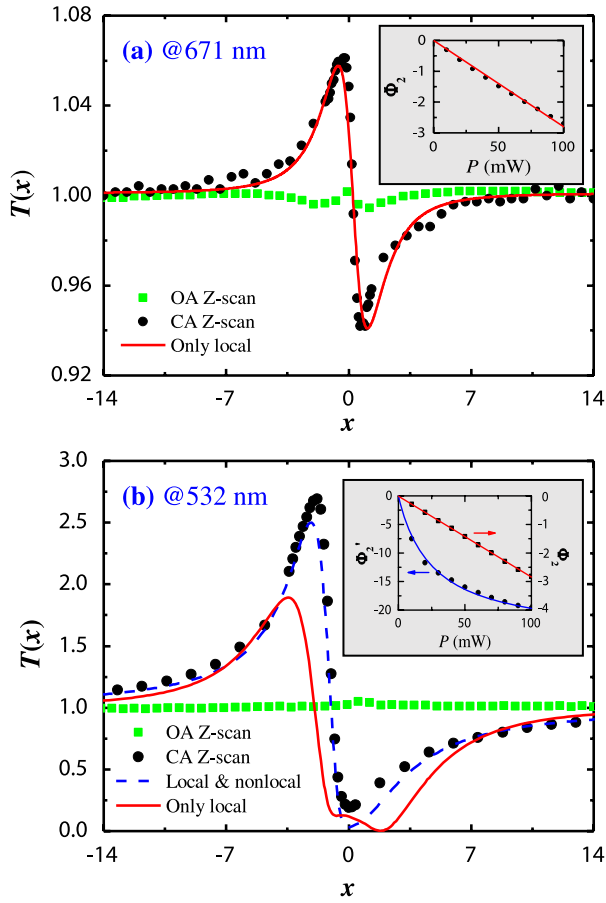 (a) @671 nm
1.08
1.04
1.00
0.96
0.92
T(x)
-14
-7
0
7
14
x
OA Z-scan
CA Z-scan
Only local
0
-1
-2
-3
Φ2
0
50
100
P (mW)
(b) @532 nm
3.0
2.5
2.0
1.5
1.0
0.5
0.0
T(x)
-14
-7
0
7
14
x
OA Z-scan
CA Z-scan
Local & nonlocal
Only local
0
-5
-10
-15
-20
Φ2'
0
-1
-2
-3
-4
Φ2
0
50
100
P (mW)